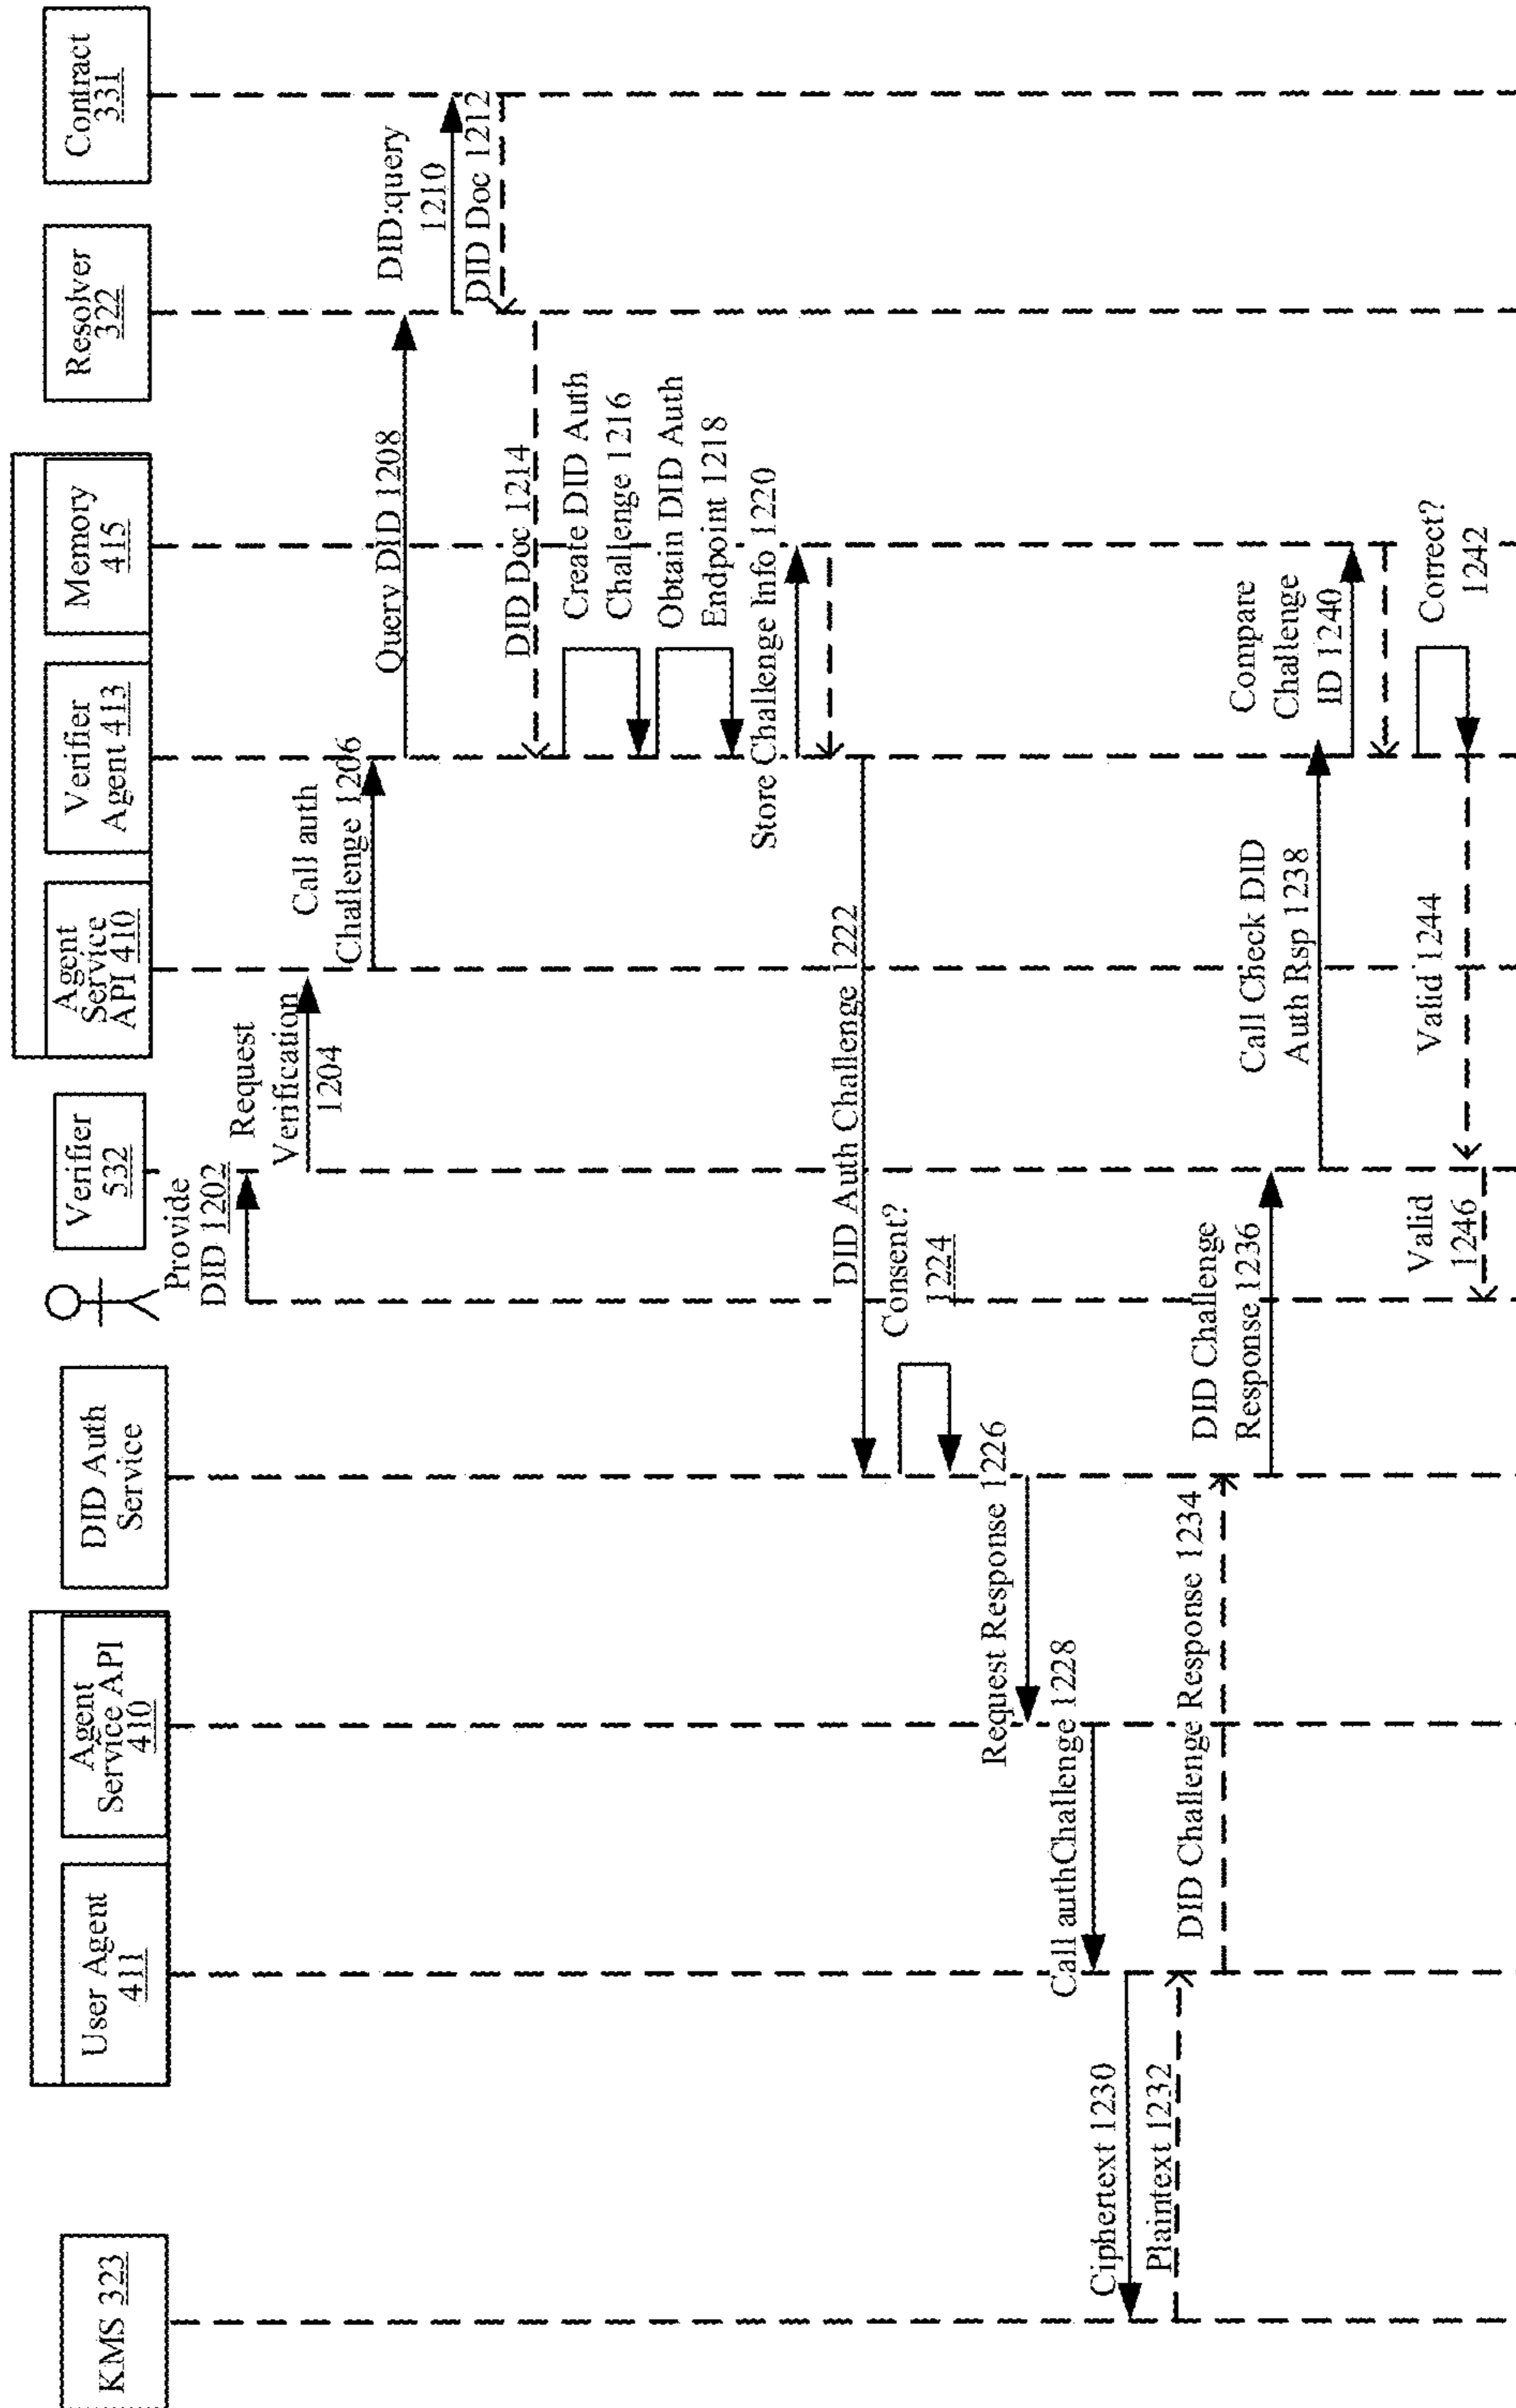 KMS 323
User Agent
411
Agent
Service API
410
DID Auth
Service
Verifier
532
Agent
Service
API 410
Verifier
Agent 413
Memory
415
Resolver
322
Contract
331
Provide
DID 1202
Request
Verification
1204
Call auth
Challenge 1206
Query DID 1208
DID:query
1210
DID Doc 1212
DID Doc 1214
Create DID Auth
Challenge 1216
Obtain DID Auth
Endpoint 1218
Store Challenge Info 1220
DID Auth Challenge 1222
Consent?
1224
Request Response 1226
Call authChallenge 1228
Ciphertext 1230
Plaintext 1232
DID Challenge Response 1234
DID Challenge
Response 1236
Call Check DID
Auth Rsp 1238
Compare
Challenge
ID 1240
Correct?
1242
Valid 1244
Valid
1246